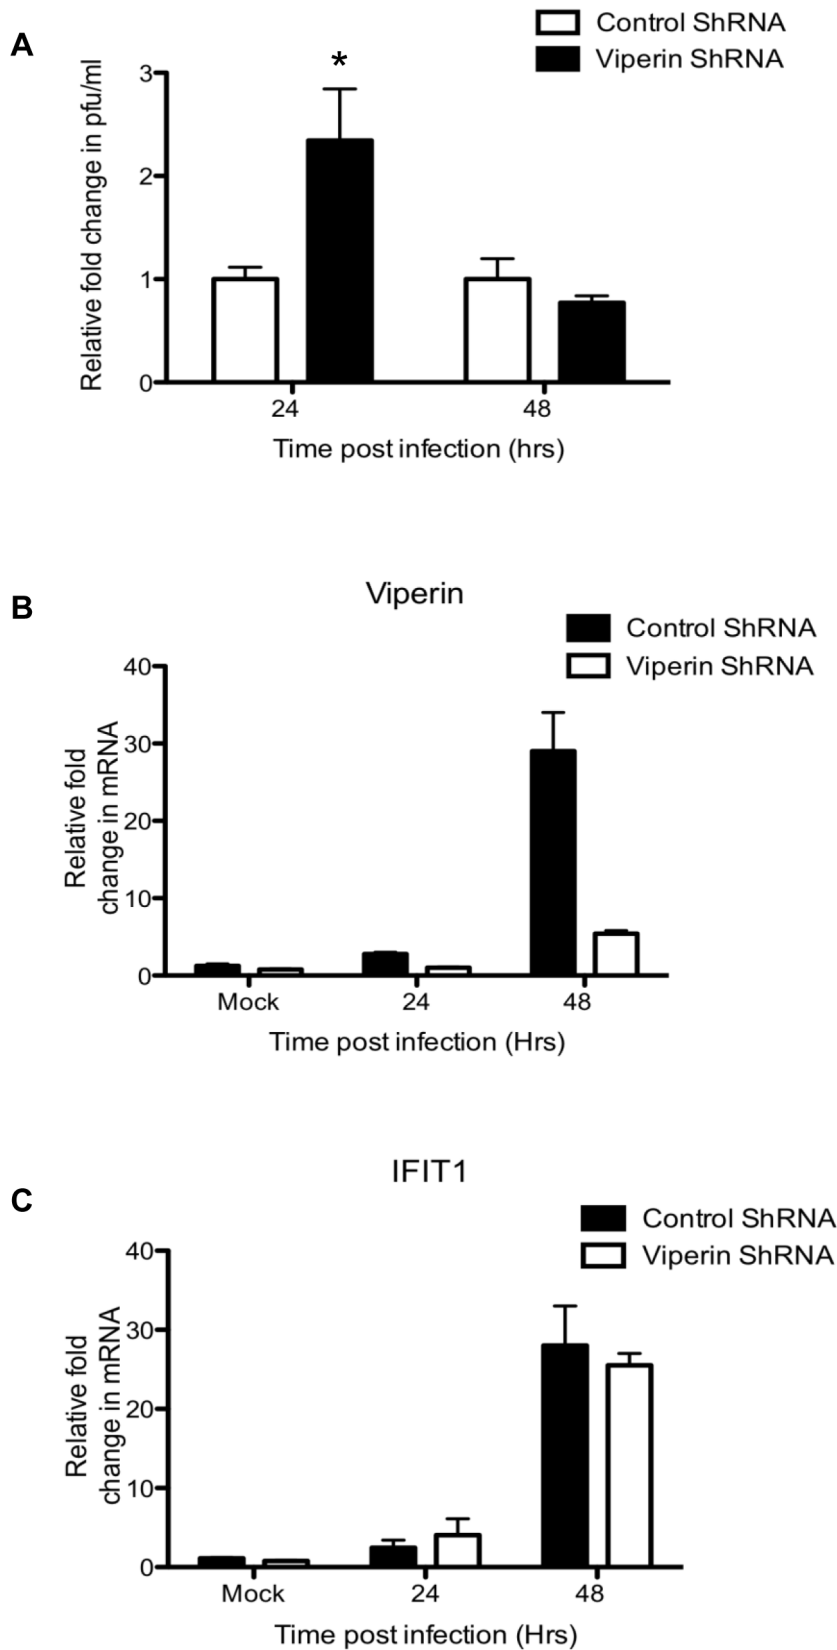 A
Control ShRNA
Viperin ShRNA
*
Relative fold change in pfu/ml
3
2
1
0
24
48
Time post infection (hrs)
B
Viperin
Control ShRNA
Viperin ShRNA
Relative fold
change in mRNA
40
30
20
10
0
Mock
24
48
Time post infection (Hrs)
C
IFIT1
Control ShRNA
Viperin ShRNA
Relative fold
change in mRNA
40
30
20
10
0
Mock
24
48
Time post infection (Hrs)